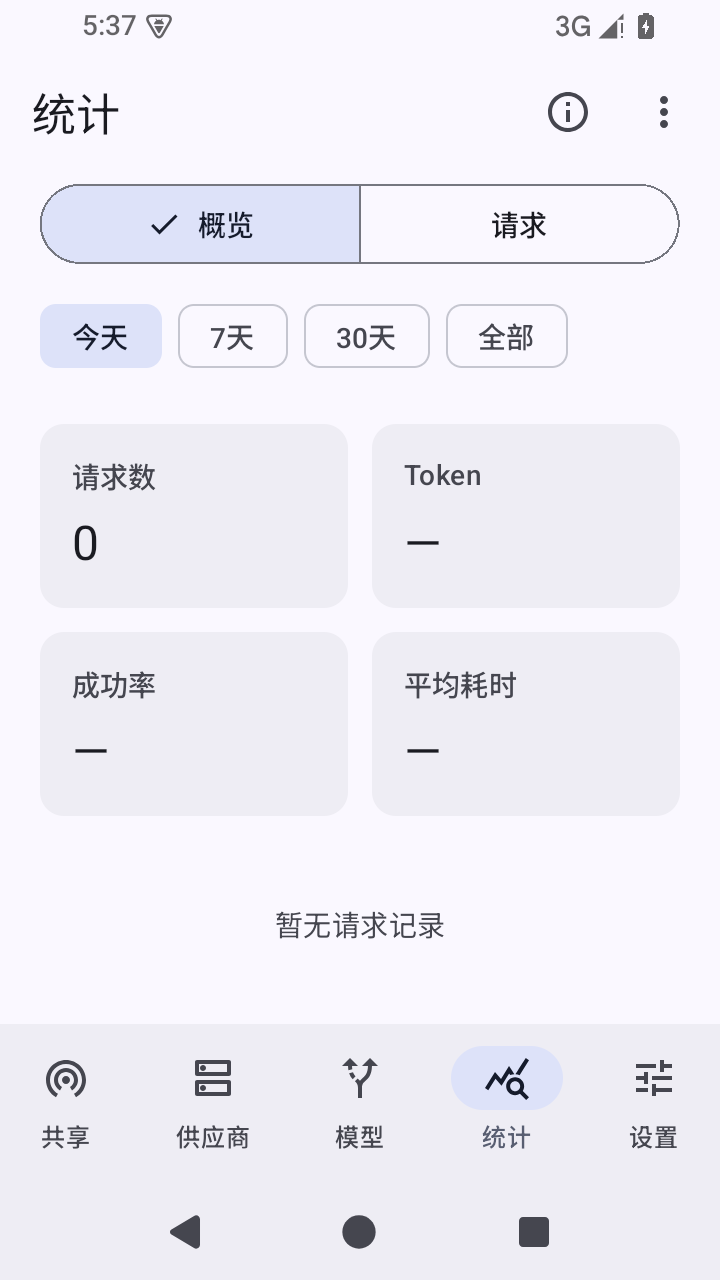 5:37
3G
统计
概览
请求
今天
7天
30天
全部
请求数
Token
0
—
成功率
平均耗时
—
—
暂无请求记录
共享
供应商
模型
统计
设置